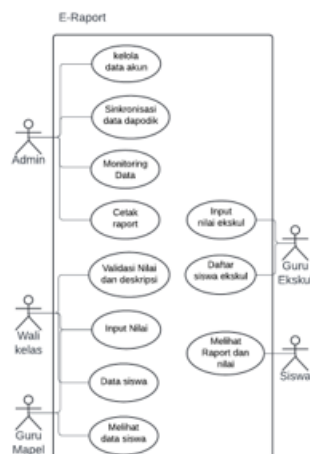 E-Raport
kelola
data akun
Sinkronisasi
data dapodik
Admin
Monitoring
Data
Cetak
raport
Input
nilai ekskul
Guru
Eksku
Validasi Nilai
dan deskripsi
Daftar
siswa ekskul
Wali
kelas
Input Nilai
Melihat
Raport dan
nilai
Siswa
Data siswa
Guru
Mapel
Melihat
data siswa